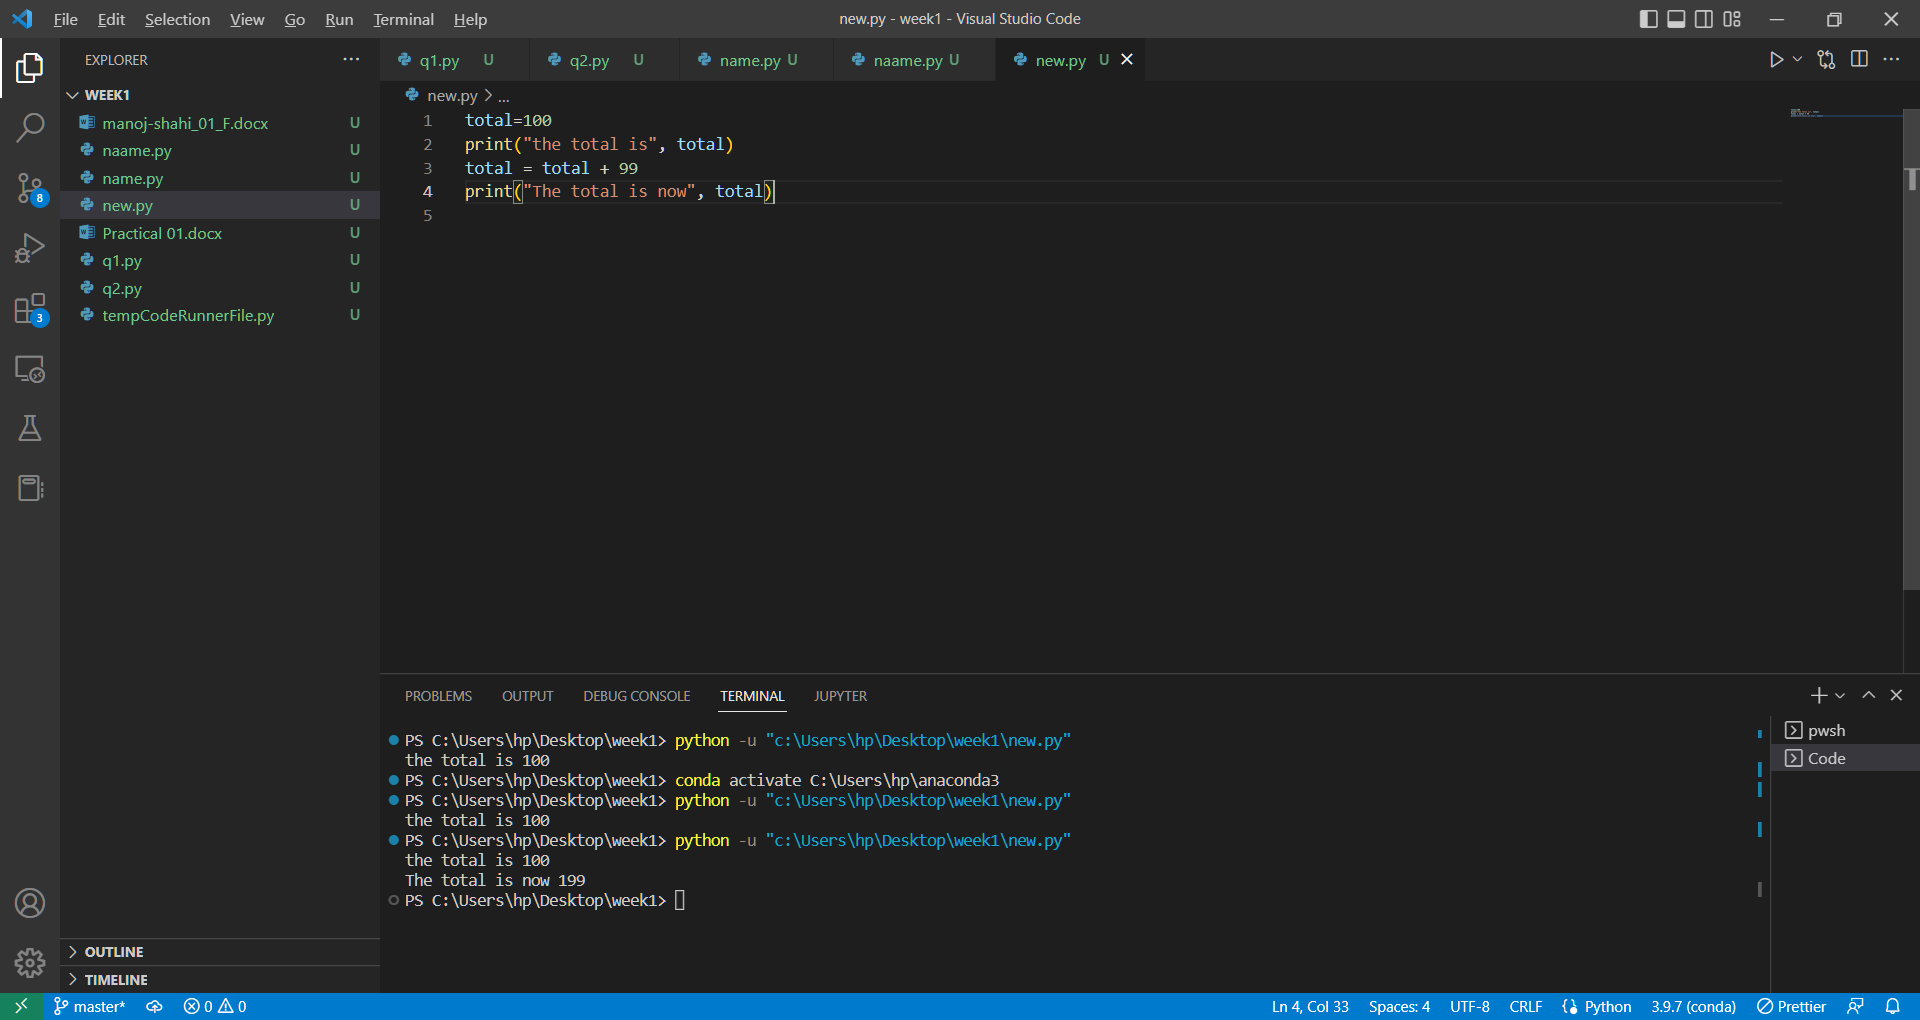 File Edit Selection View Go Run Terminal Help
new.py - week1 - Visual Studio Code
EXPLORER
WEEK1
manoj-shahi_01_F.docx U
naame.py U
name.py U
new.py U
Practical 01.docx U
q1.py U
q2.py U
tempCodeRunnerFile.py U
8
3
OUTLINE
TIMELINE
q1.py U q2.py U name.py U naame.py U new.py U
new.py > ...
1 total=100
2 print("the total is", total)
3 total = total + 99
4 print("The total is now", total)
5
PROBLEMS OUTPUT DEBUG CONSOLE TERMINAL JUPYTER
PS C:\Users\hp\Desktop\week1> python -u "c:\Users\hp\Desktop\week1\new.py"
the total is 100
PS C:\Users\hp\Desktop\week1> conda activate C:\Users\hp\anaconda3
PS C:\Users\hp\Desktop\week1> python -u "c:\Users\hp\Desktop\week1\new.py"
the total is 100
PS C:\Users\hp\Desktop\week1> python -u "c:\Users\hp\Desktop\week1\new.py"
the total is 100
The total is now 199
PS C:\Users\hp\Desktop\week1>
pwsh
Code
master* 0 0 Ln 4, Col 33 Spaces: 4 UTF-8 CRLF Python 3.9.7 (conda) Prettier